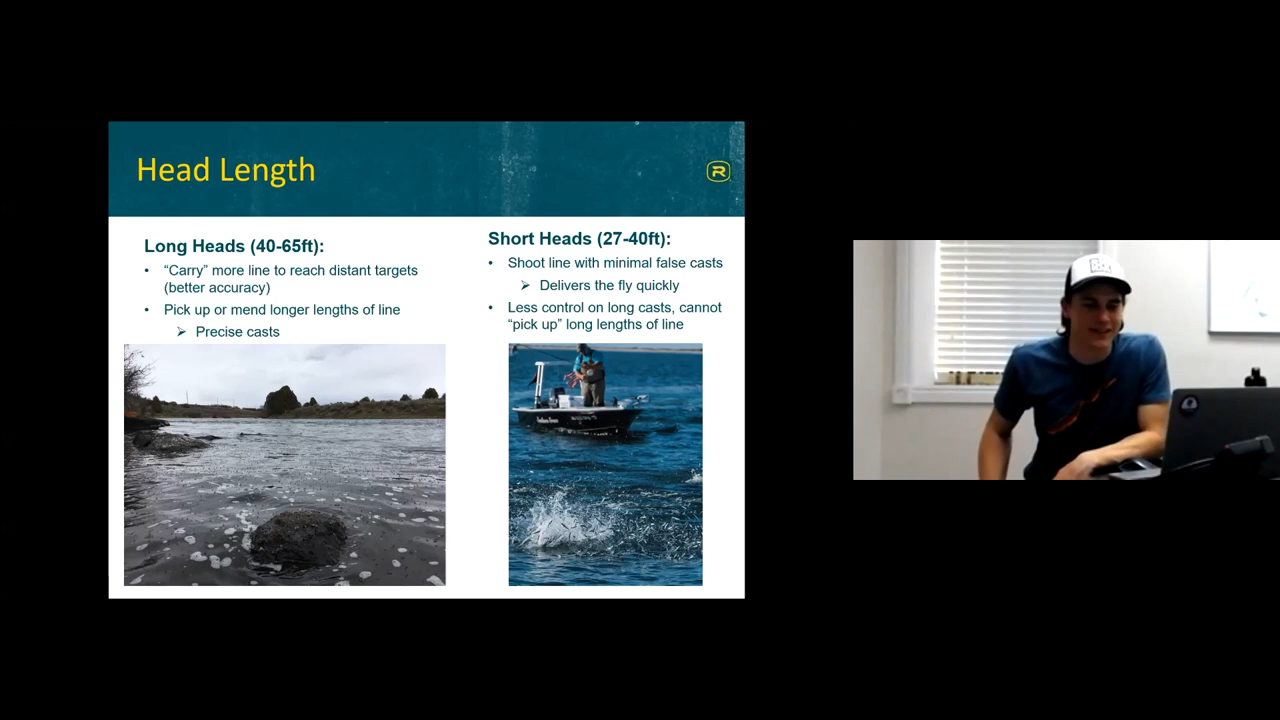 Head Length
R
Long Heads (40-65ft):
• “Carry” more line to reach distant targets
(better accuracy)
• Pick up or mend longer lengths of line
➢ Precise casts
Short Heads (27-40ft):
• Shoot line with minimal false casts
➢ Delivers the fly quickly
• Less control on long casts, cannot
“pick up” long lengths of line